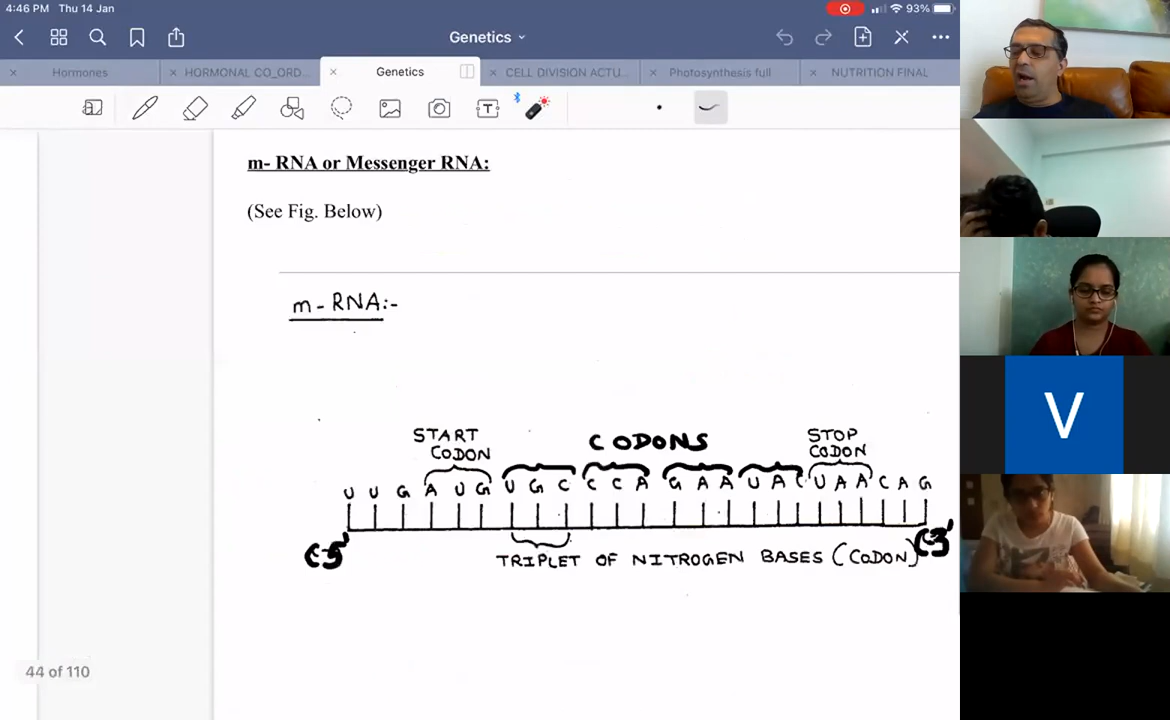 4:46 PM Thu 14 Jan
93%
Genetics
Hormones
HORMONAL CO_ORD...
Genetics
CELL DIVISION ACTU...
Photosynthesis full
NUTRITION FINAL
m- RNA or Messenger RNA:
(See Fig. Below)
m - RNA:-
START
CODON
CODONS
STOP
CODON
U U G A U G U G C C C A G A A U A C U A A C A G
C-5'
C-3'
TRIPLET OF NITROGEN BASES (CODON)
44 of 110
V